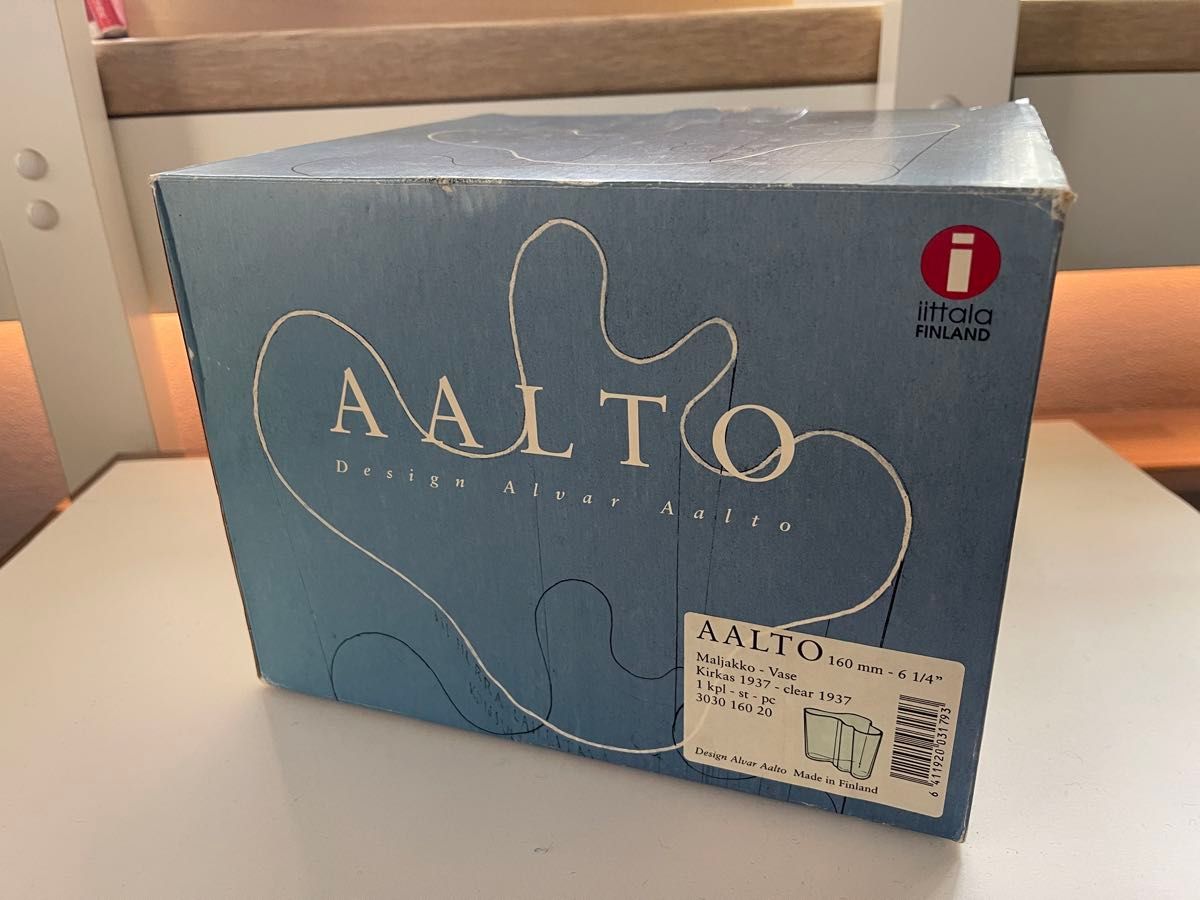 i
iittala
FINLAND
AALTO
Design Alvar Aalto
AALTO 160 mm - 6 1/4"
Maljakko - Vase
Kirkas 1937 - clear 1937
1 kpl - st - pc
3030 160 20
Design Alvar Aalto Made in Finland
6 411920 031793